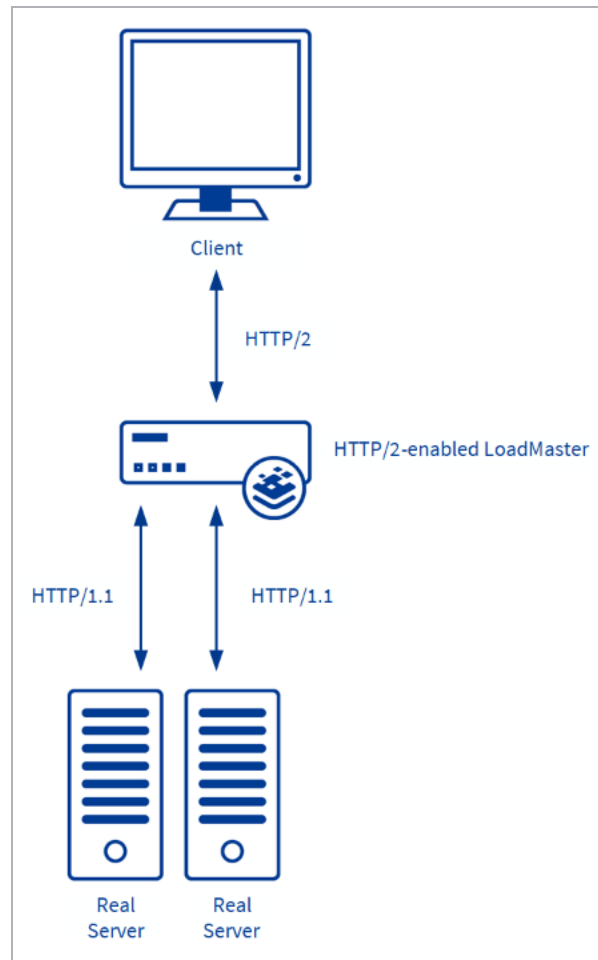 Client
HTTP/2
HTTP/2-enabled LoadMaster
HTTP/1.1
HTTP/1.1
Real
Server
Real
Server